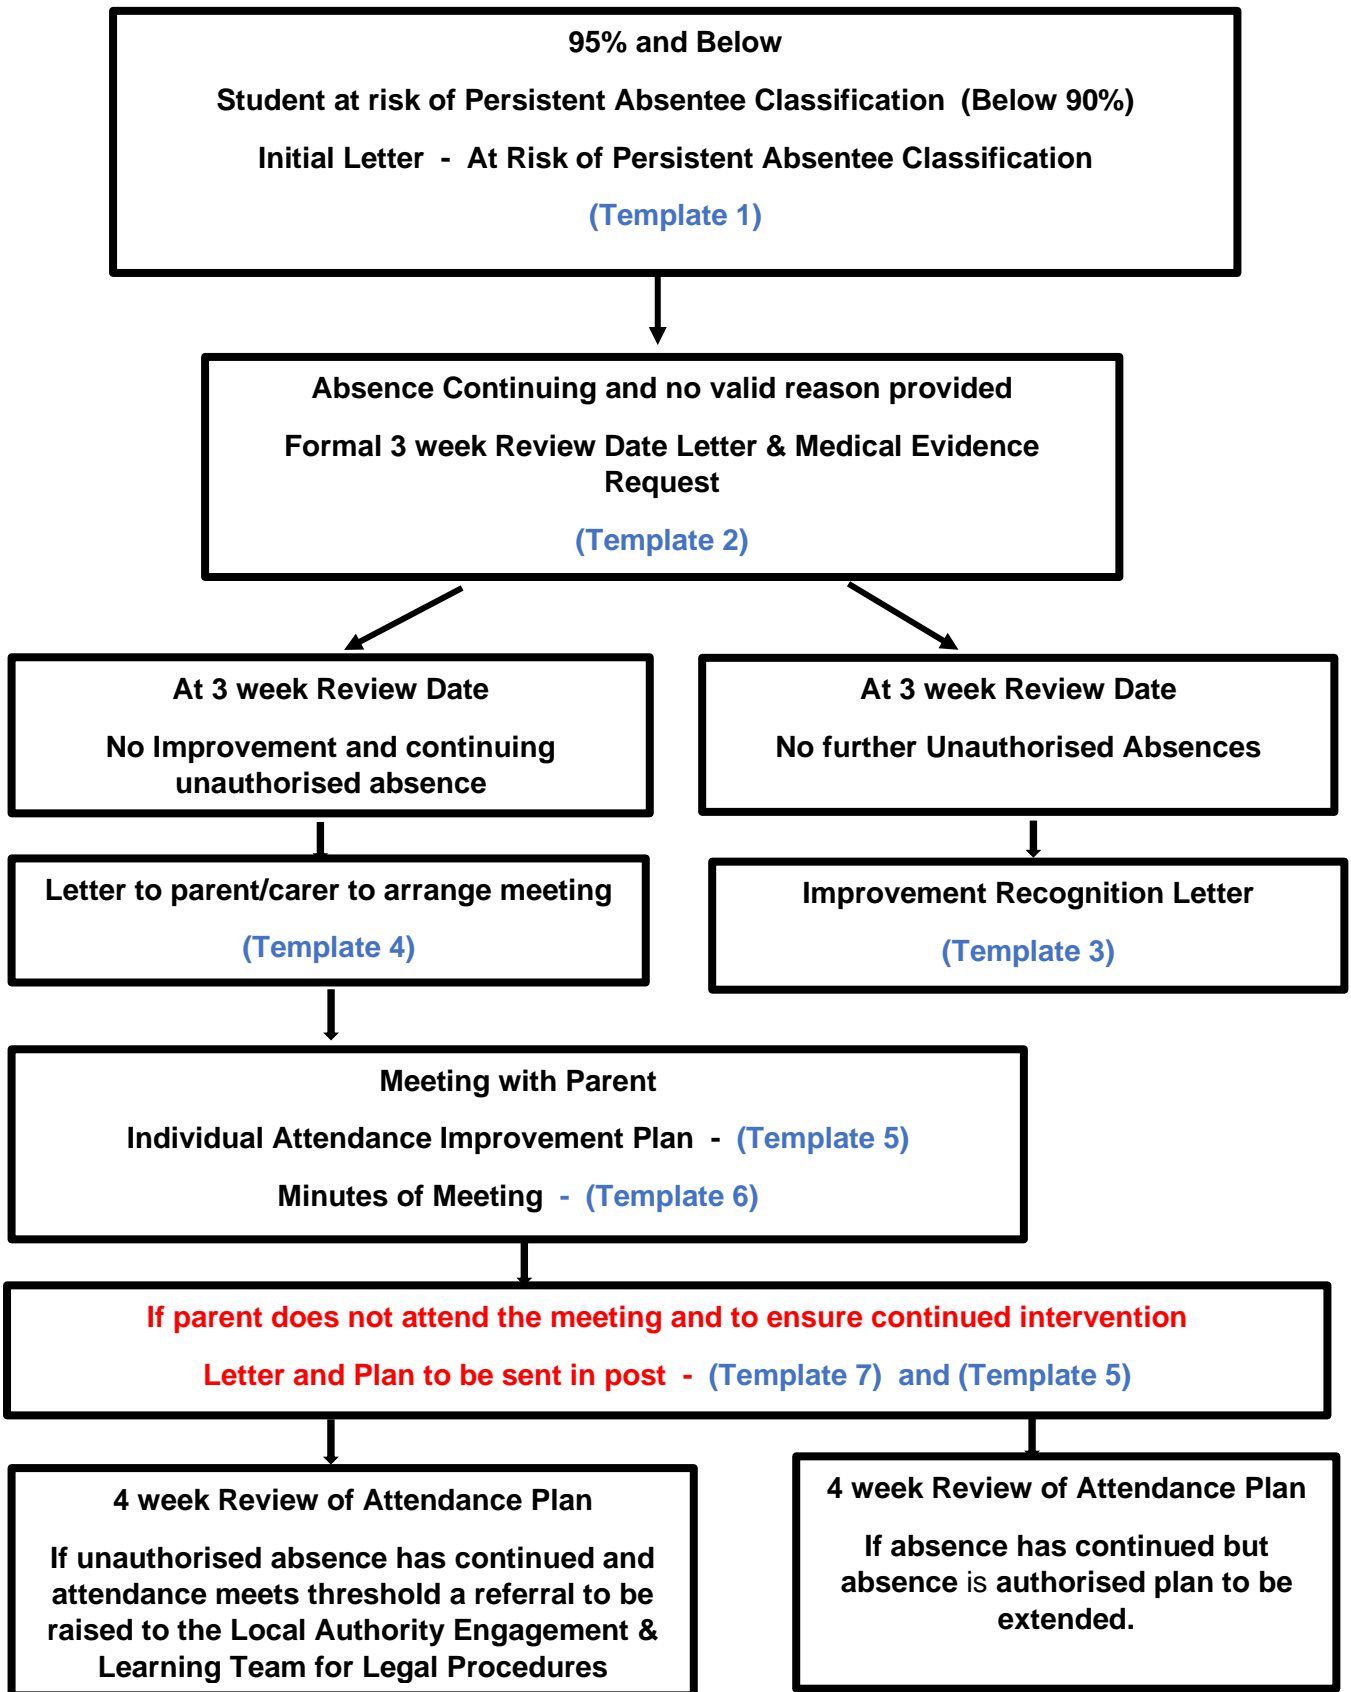 95% and Below
Student at risk of Persistent Absentee Classification (Below 90%)
Initial Letter - At Risk of Persistent Absentee Classification
(Template 1)
Absence Continuing and no valid reason provided
Formal 3 week Review Date Letter & Medical Evidence
Request
(Template 2)
At 3 week Review Date
No Improvement and continuing
unauthorised absence
At 3 week Review Date
No further Unauthorised Absences
Letter to parent/carer to arrange meeting
(Template 4)
Improvement Recognition Letter
(Template 3)
Meeting with Parent
Individual Attendance Improvement Plan - (Template 5)
Minutes of Meeting - (Template 6)
If parent does not attend the meeting and to ensure continued intervention
Letter and Plan to be sent in post - (Template 7) and (Template 5)
4 week Review of Attendance Plan
If unauthorised absence has continued and
attendance meets threshold a referral to be
raised to the Local Authority Engagement &
Learning Team for Legal Procedures
4 week Review of Attendance Plan
If absence has continued but
absence is authorised plan to be
extended.